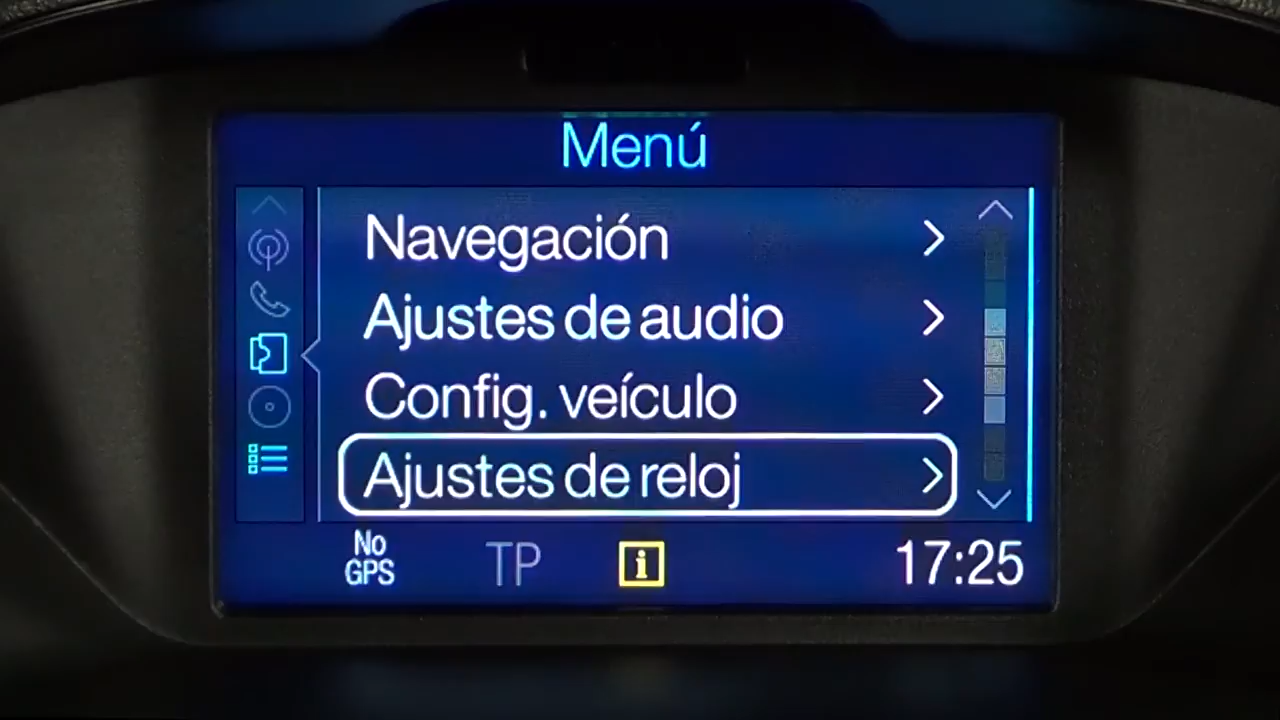 Menú
Navegación
Ajustes de audio
Config. veículo
Ajustes de reloj
No GPS
TP
i
17:25